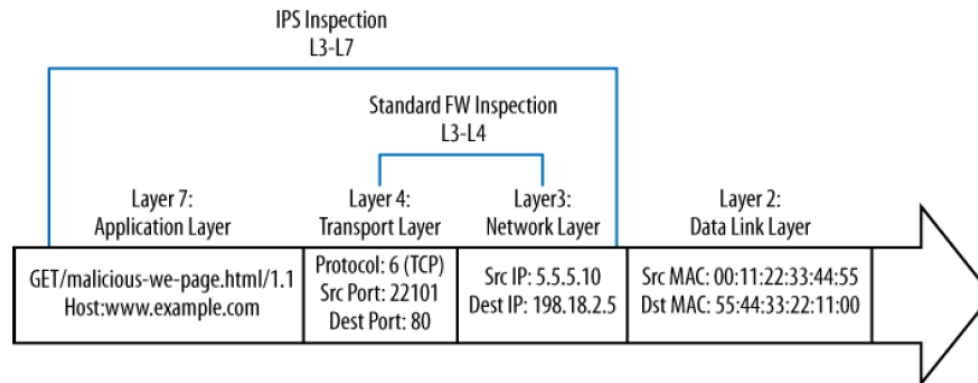 IPS Inspection
L3-L7
Standard FW Inspection
L3-L4
Layer 7:
Application Layer
Layer 4:
Transport Layer
Layer3:
Network Layer
Layer 2:
Data Link Layer
GET/malicious-we-page.html/1.1
Host:www.example.com
Protocol: 6 (TCP)
Src Port: 22101
Dest Port: 80
Src IP: 5.5.5.10
Dest IP: 198.18.2.5
Src MAC: 00:11:22:33:44:55
Dst MAC: 55:44:33:22:11:00